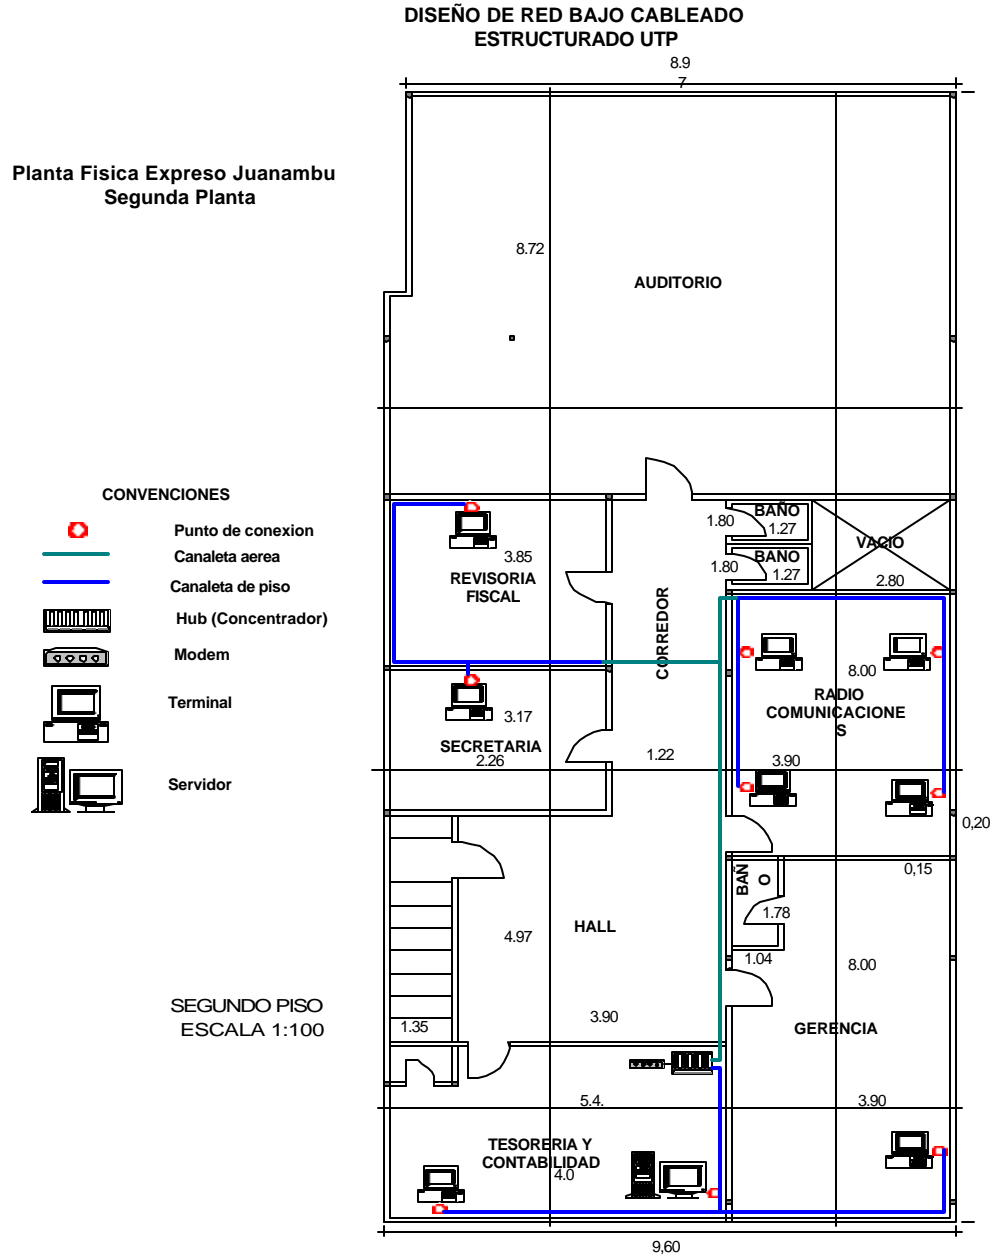 DISEÑO DE RED BAJO CABLEADO
ESTRUCTURADO UTP
8.9
7
Planta Fisica Expreso Juanambu
Segunda Planta
8.72
AUDITORIO
CONVENCIONES
Punto de conexion
Canaleta aerea
Canaleta de piso
Hub (Concentrador)
Modem
Terminal
Servidor
BAÑO
1.80
1.27
VACIO
BAÑO
1.80
1.27
2.80
3.85
REVISORIA
FISCAL
CORREDOR
8.00
RADIO
COMUNICACIONE
S
3.17
SECRETARIA
2.26
1.22
3.90
0,20
0,15
BAÑ
O
1.78
HALL
4.97
1.04
8.00
SEGUNDO PISO
ESCALA 1:100
1.35
3.90
GERENCIA
5.4.
3.90
TESORERIA Y
CONTABILIDAD
4.0
9,60